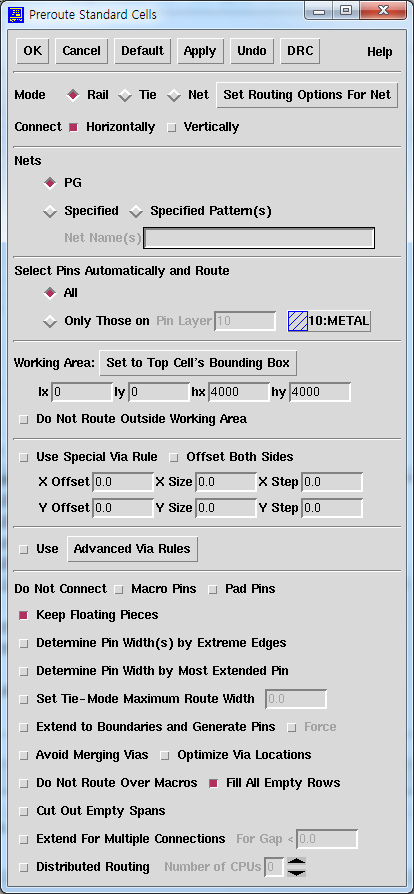 Preroute Standard Cells
OK Cancel Default Apply Undo DRC Help
Mode Rail Tie Net Set Routing Options For Net
Connect Horizontally Vertically
Nets
PG
Specified Specified Pattern(s)
Net Name(s)
Select Pins Automatically and Route
All
Only Those on Pin Layer 10 10:METAL
Working Area: Set to Top Cell's Bounding Box
lx 0 ly 0 hx 4000 hy 4000
Do Not Route Outside Working Area
Use Special Via Rule Offset Both Sides
X Offset 0.0 X Size 0.0 X Step 0.0
Y Offset 0.0 Y Size 0.0 Y Step 0.0
Use Advanced Via Rules
Do Not Connect Macro Pins Pad Pins
Keep Floating Pieces
Determine Pin Width(s) by Extreme Edges
Determine Pin Width by Most Extended Pin
Set Tie-Mode Maximum Route Width 0.0
Extend to Boundaries and Generate Pins Force
Avoid Merging Vias Optimize Via Locations
Do Not Route Over Macros Fill All Empty Rows
Cut Out Empty Spans
Extend For Multiple Connections For Gap < 0.0
Distributed Routing Number of CPUs 0